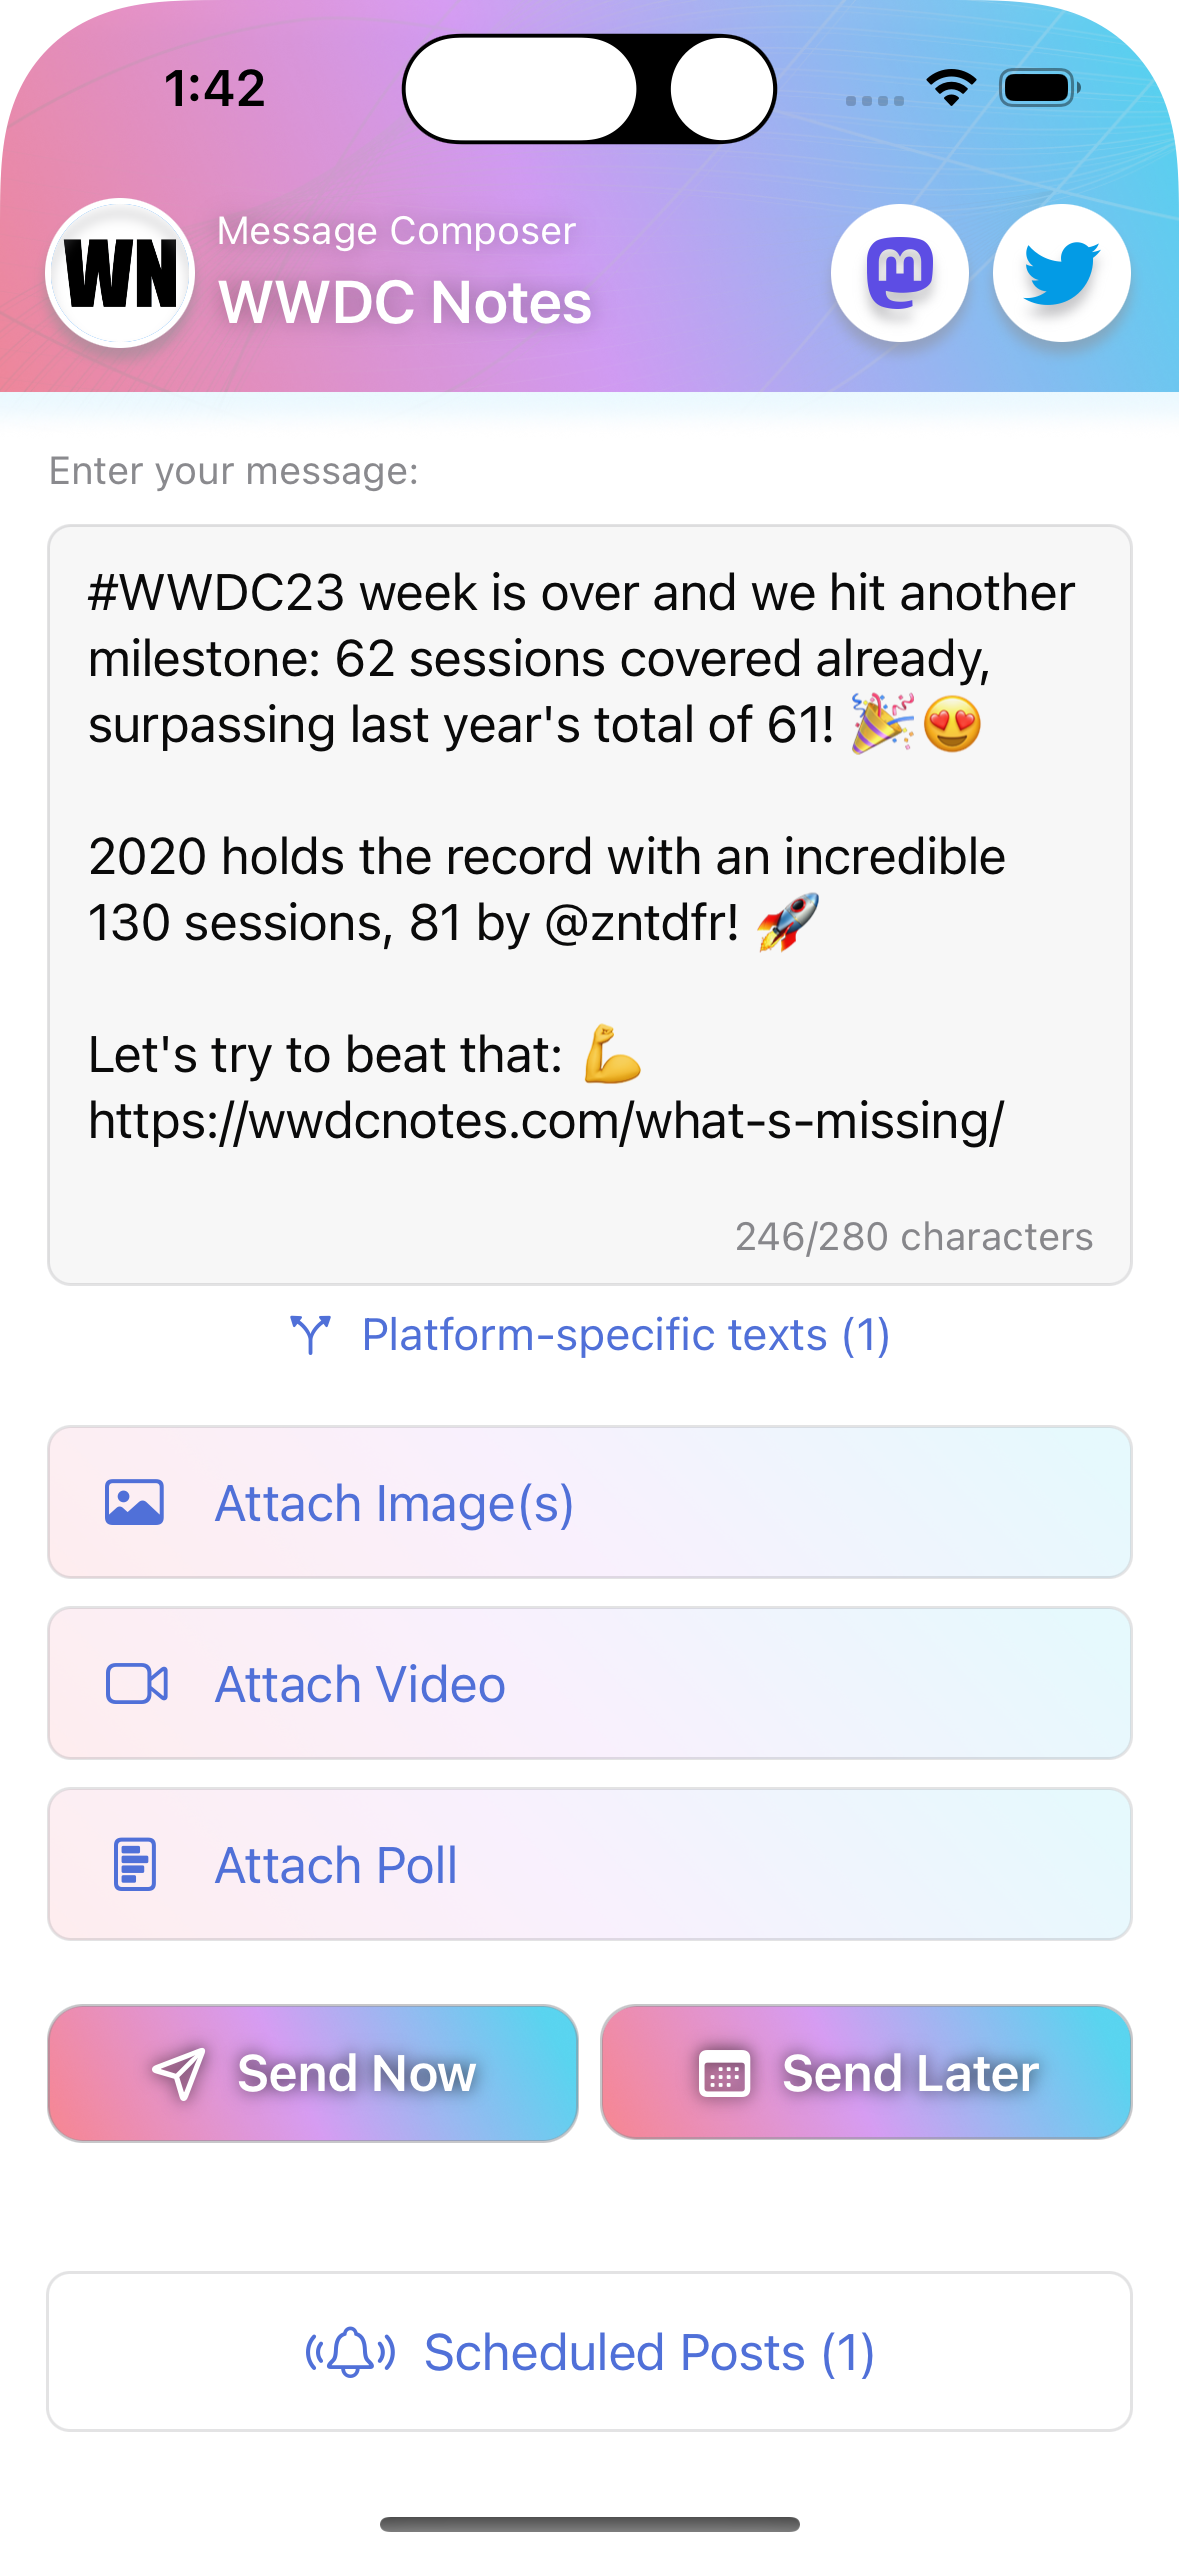 1:42
WN
Message Composer
WWDC Notes
Enter your message:
#WWDC23 week is over and we hit another
milestone: 62 sessions covered already,
surpassing last year's total of 61! 🎉😍
2020 holds the record with an incredible
130 sessions, 81 by @zntdfr! 🚀
Let's try to beat that: 💪
https://wwdcnotes.com/what-s-missing/
246/280 characters
Platform-specific texts (1)
Attach Image(s)
Attach Video
Attach Poll
Send Now
Send Later
Scheduled Posts (1)